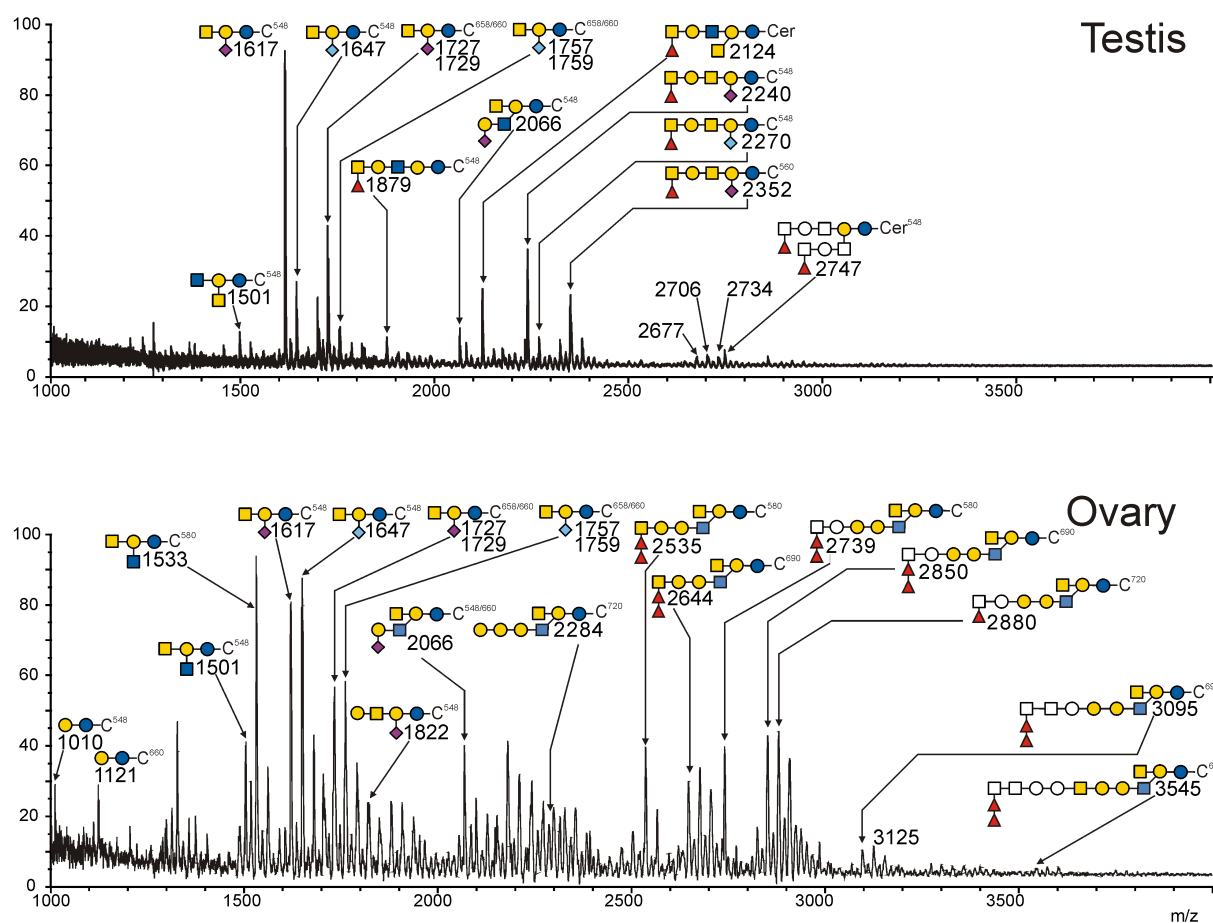 Testis
100
80
60
40
20
0
C548
1617
C548
1647
C658/660
1727
1729
C658/660
1757
1759
Cer
2124
C548
2240
C548
2270
C560
2352
C548
2066
C548
1879
C548
1501
Cer548
2747
2706
2734
2677
1000
1500
2000
2500
3000
3500
Ovary
100
80
60
40
20
0
C580
1533
C548
1617
C548
1647
C658/660
1727
1729
C658/660
1757
1759
C580
2535
C690
2644
C580
2739
C690
2850
C720
2880
C548
1501
C548/660
2066
C720
2284
C548
1822
C548
1010
C660
1121
3095
3545
3125
1000
1500
2000
2500
3000
3500
m/z